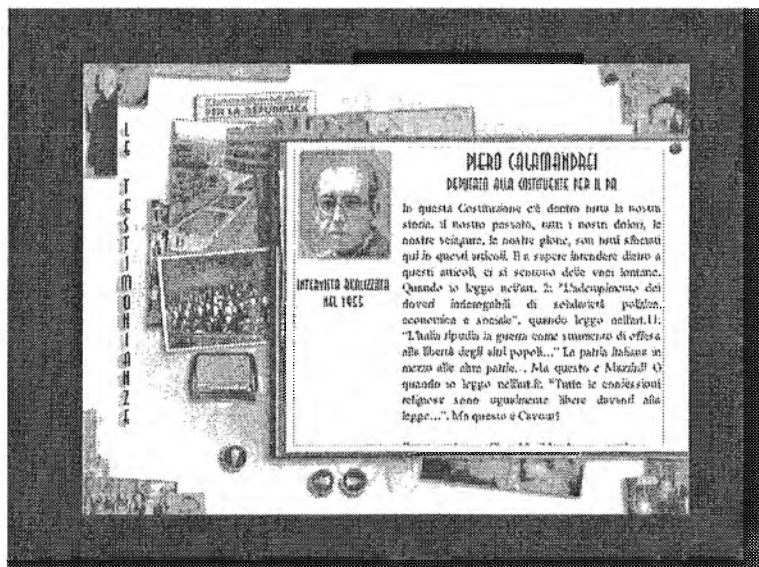 PER LA REPUBBLICA
LE TESTIMONIANZE
PIERO CALAMANDREI
DEPUTATO ALLA COSTITUENTE PER IL PA
INTERVISTA REALIZZATA
NEL 1955
In questa Costituzione c'è dentro tutta la nostra
storia, il nostro passato, tutti i nostri dolori, le
nostre sciagure, le nostre glorie, son tutti sfociati
qui in questi articoli. E a sapere intendere dietro a
questi articoli, ci si sentono delle voci lontane.
Quando io leggo nell'art. 2: "L'adempimento dei
doveri inderogabili di solidarietà politica,
economica e sociale", quando leggo nell'art.11:
"L'Italia ripudia la guerra come strumento di offesa
alla libertà degli altri popoli..." La patria italiana in
mezzo alle altre patrie... Ma questo è Mazzini! O
quando io leggo nell'art.8: "Tutte le confessioni
religiose sono ugualmente libere davanti alla
legge...". Ma questo è Cavour!